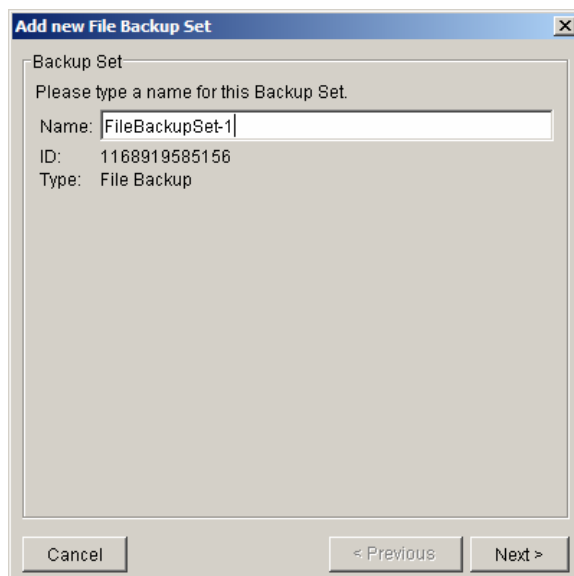 Add new File Backup Set
Backup Set
Please type a name for this Backup Set.
Name: FileBackupSet-1
ID: 1168919585156
Type: File Backup
Cancel < Previous Next >